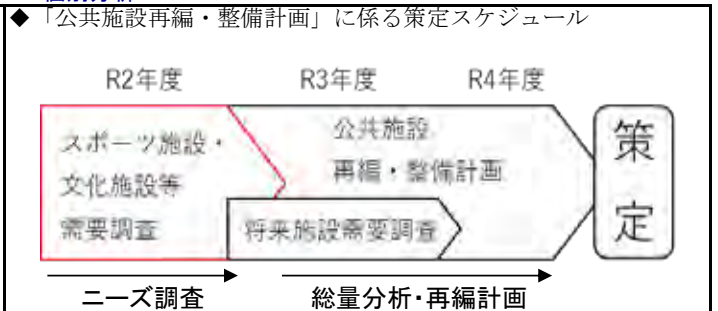 ◆「公共施設再編・整備計画」に係る策定スケジュール
R2年度
R3年度
R4年度
スポーツ施設・
文化施設等
需要調査
公共施設
再編・整備計画
将来施設需要調査
策
定
ニーズ調査
総量分析・再編計画